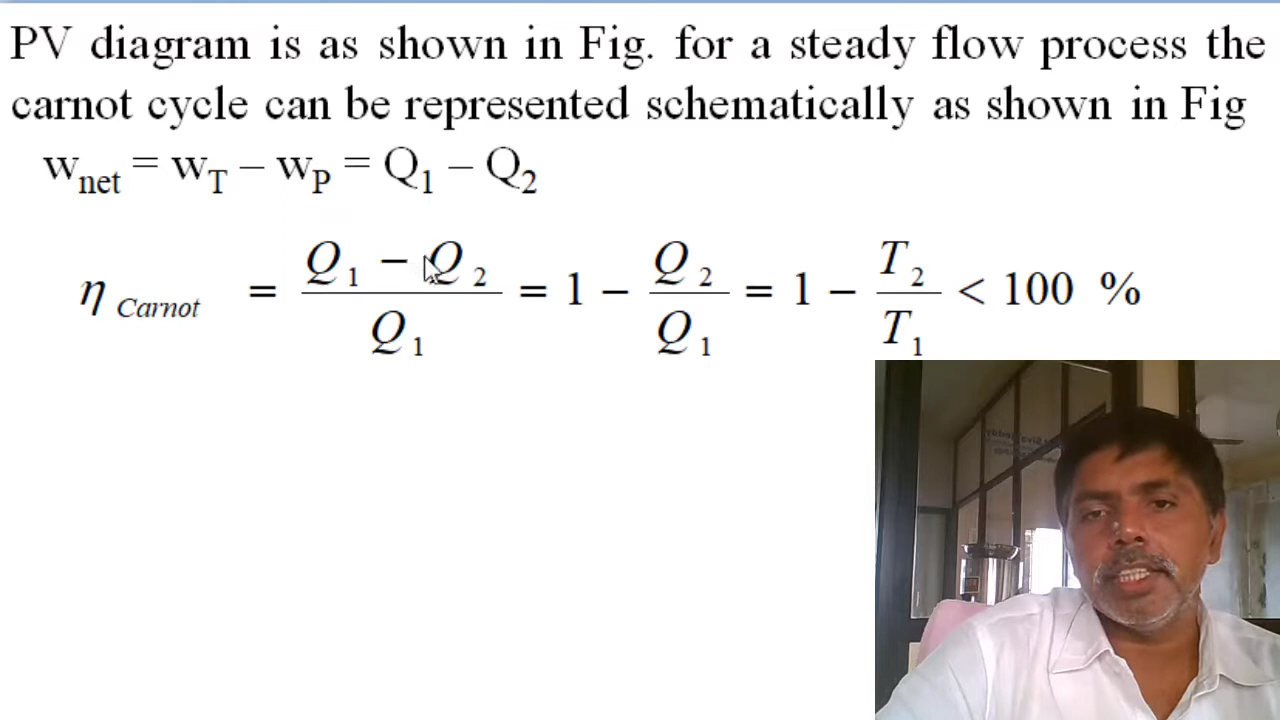 PV diagram is as shown in Fig. for a steady flow process the
carnot cycle can be represented schematically as shown in Fig
w_net = w_T – w_P = Q_1 – Q_2
η_Carnot = (Q_1 − Q_2)/Q_1 = 1 − Q_2/Q_1 = 1 − T_2/T_1 < 100 %